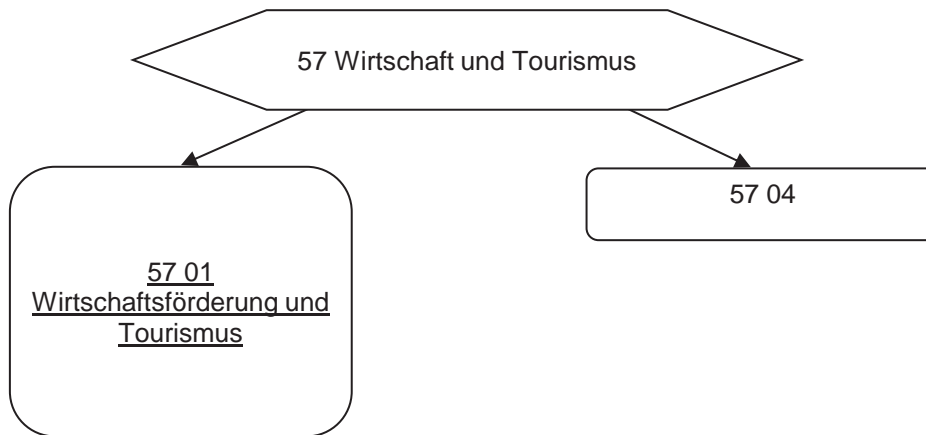 57 Wirtschaft und Tourismus
57 04
57 01
Wirtschaftsförderung und
Tourismus